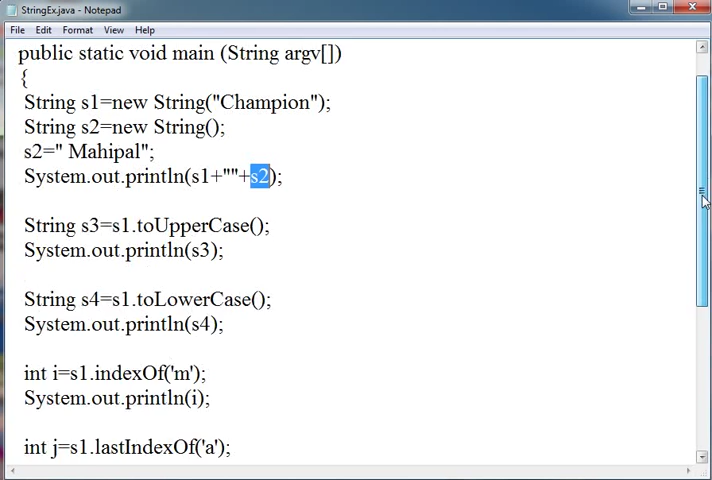 StringEx.java - Notepad
File Edit Format View Help
public static void main (String argv[])
{
String s1=new String("Champion");
String s2=new String();
s2=" Mahipal";
System.out.println(s1+""+s2);
String s3=s1.toUpperCase();
System.out.println(s3);
String s4=s1.toLowerCase();
System.out.println(s4);
int i=s1.indexOf('m');
System.out.println(i);
int j=s1.lastIndexOf('a');